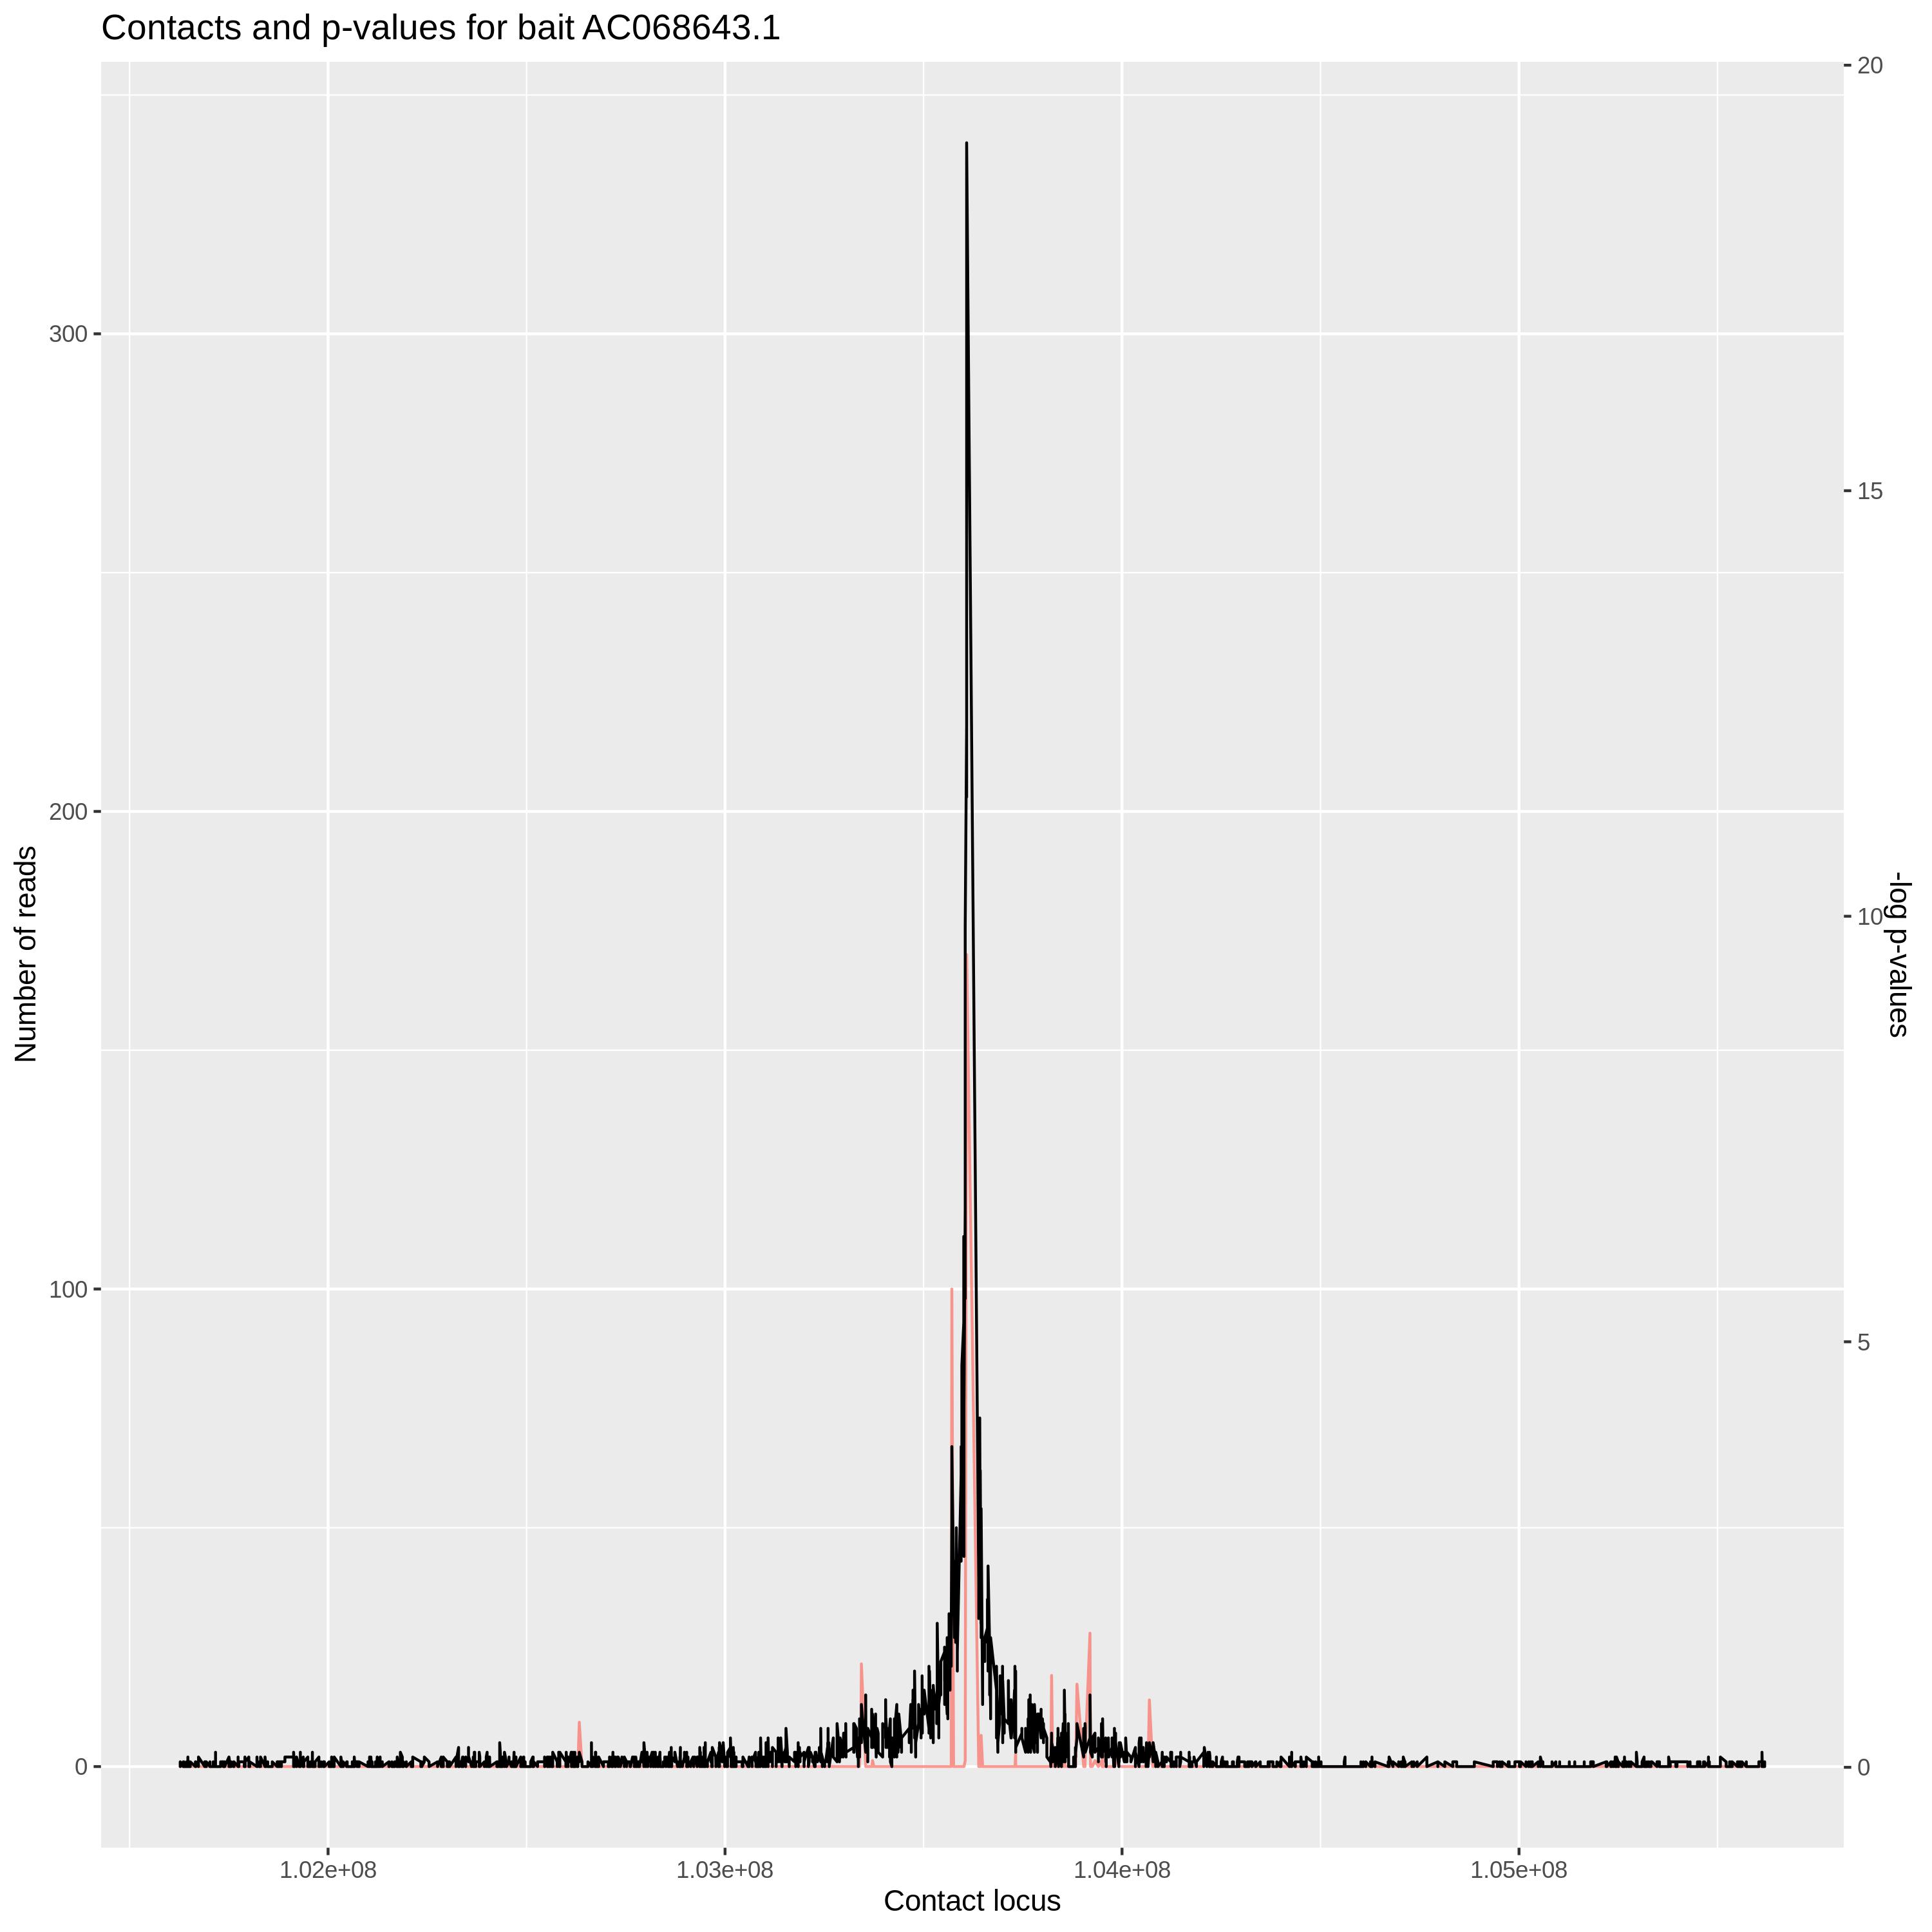 Contacts and p-values for bait AC068643.1
Number of reads
300
200
100
0
20
15
10
5
0
-log p-values
1.02e+08
1.03e+08
1.04e+08
1.05e+08
Contact locus